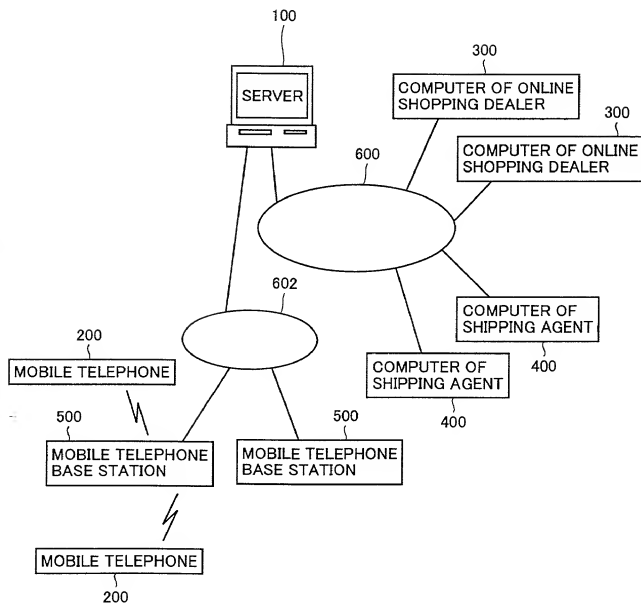 100
SERVER
300
COMPUTER OF ONLINE
SHOPPING DEALER
300
COMPUTER OF ONLINE
SHOPPING DEALER
600
602
COMPUTER OF
SHIPPING AGENT
400
COMPUTER OF
SHIPPING AGENT
400
200
MOBILE TELEPHONE
500
MOBILE TELEPHONE
BASE STATION
500
MOBILE TELEPHONE
BASE STATION
MOBILE TELEPHONE
200